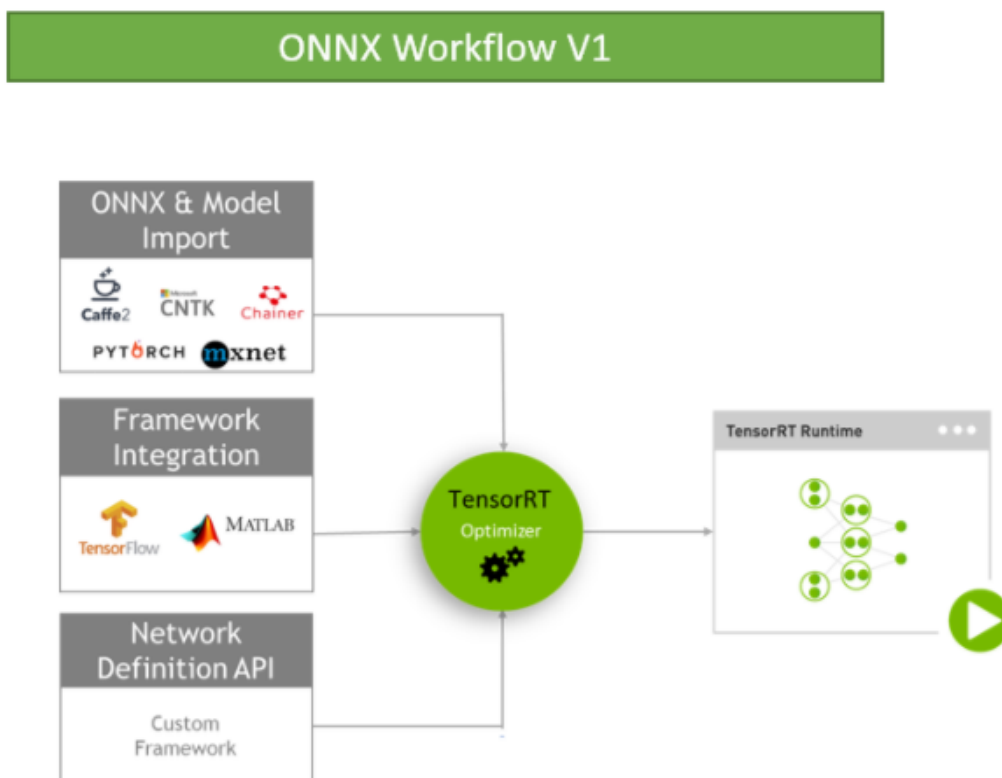 ONNX Workflow V1
ONNX & Model
Import
Caffe2
Microsoft
CNTK
Chainer
PYTORCH
mxnet
Framework
Integration
TensorFlow
MATLAB
Network
Definition API
Custom
Framework
TensorRT
Optimizer
TensorRT Runtime